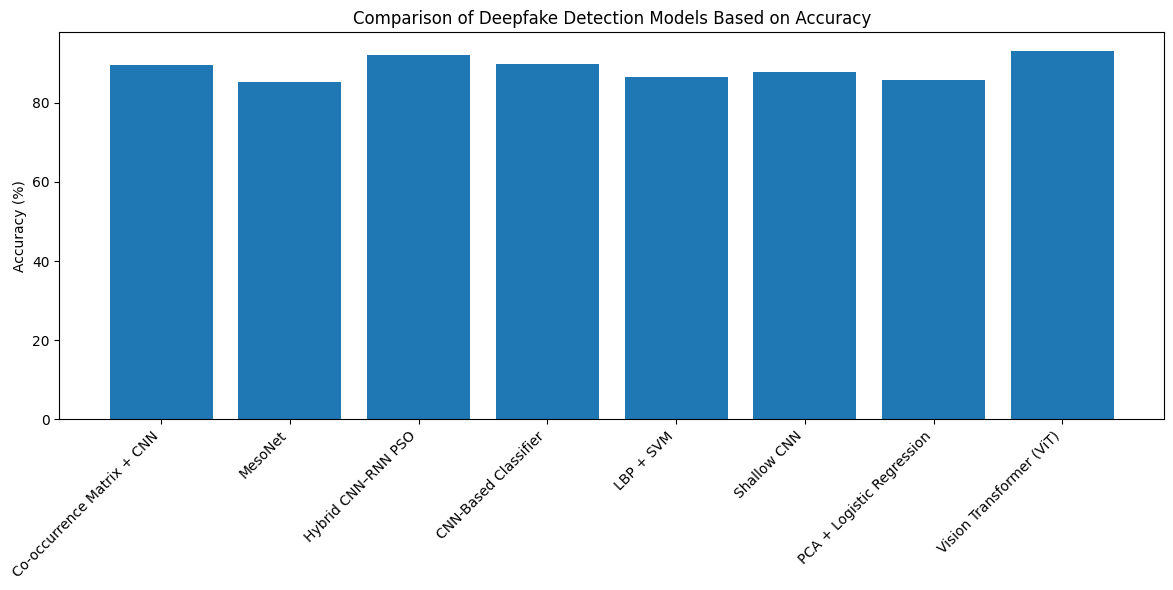 Comparison of Deepfake Detection Models Based on Accuracy
Accuracy (%)
80
60
40
20
0
Co-occurrence Matrix + CNN
MesoNet
Hybrid CNN–RNN PSO
CNN-Based Classifier
LBP + SVM
Shallow CNN
PCA + Logistic Regression
Vision Transformer (ViT)